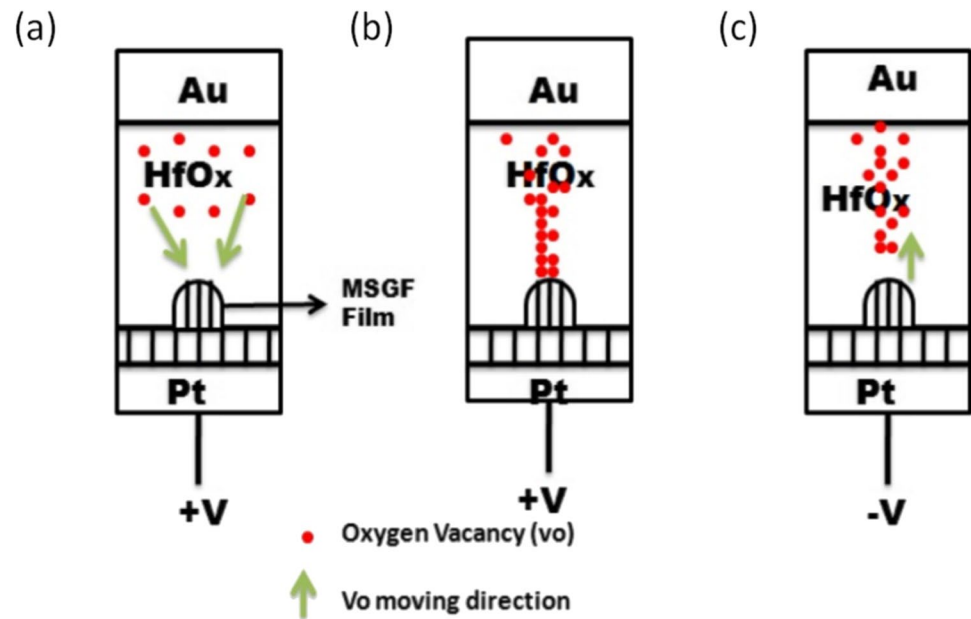 (a)
(b)
(c)
Au
Au
Au
HfOx
HfOx
HfOx
MSGF
Film
Pt
Pt
Pt
+V
+V
-V
Oxygen Vacancy (vo)
Vo moving direction